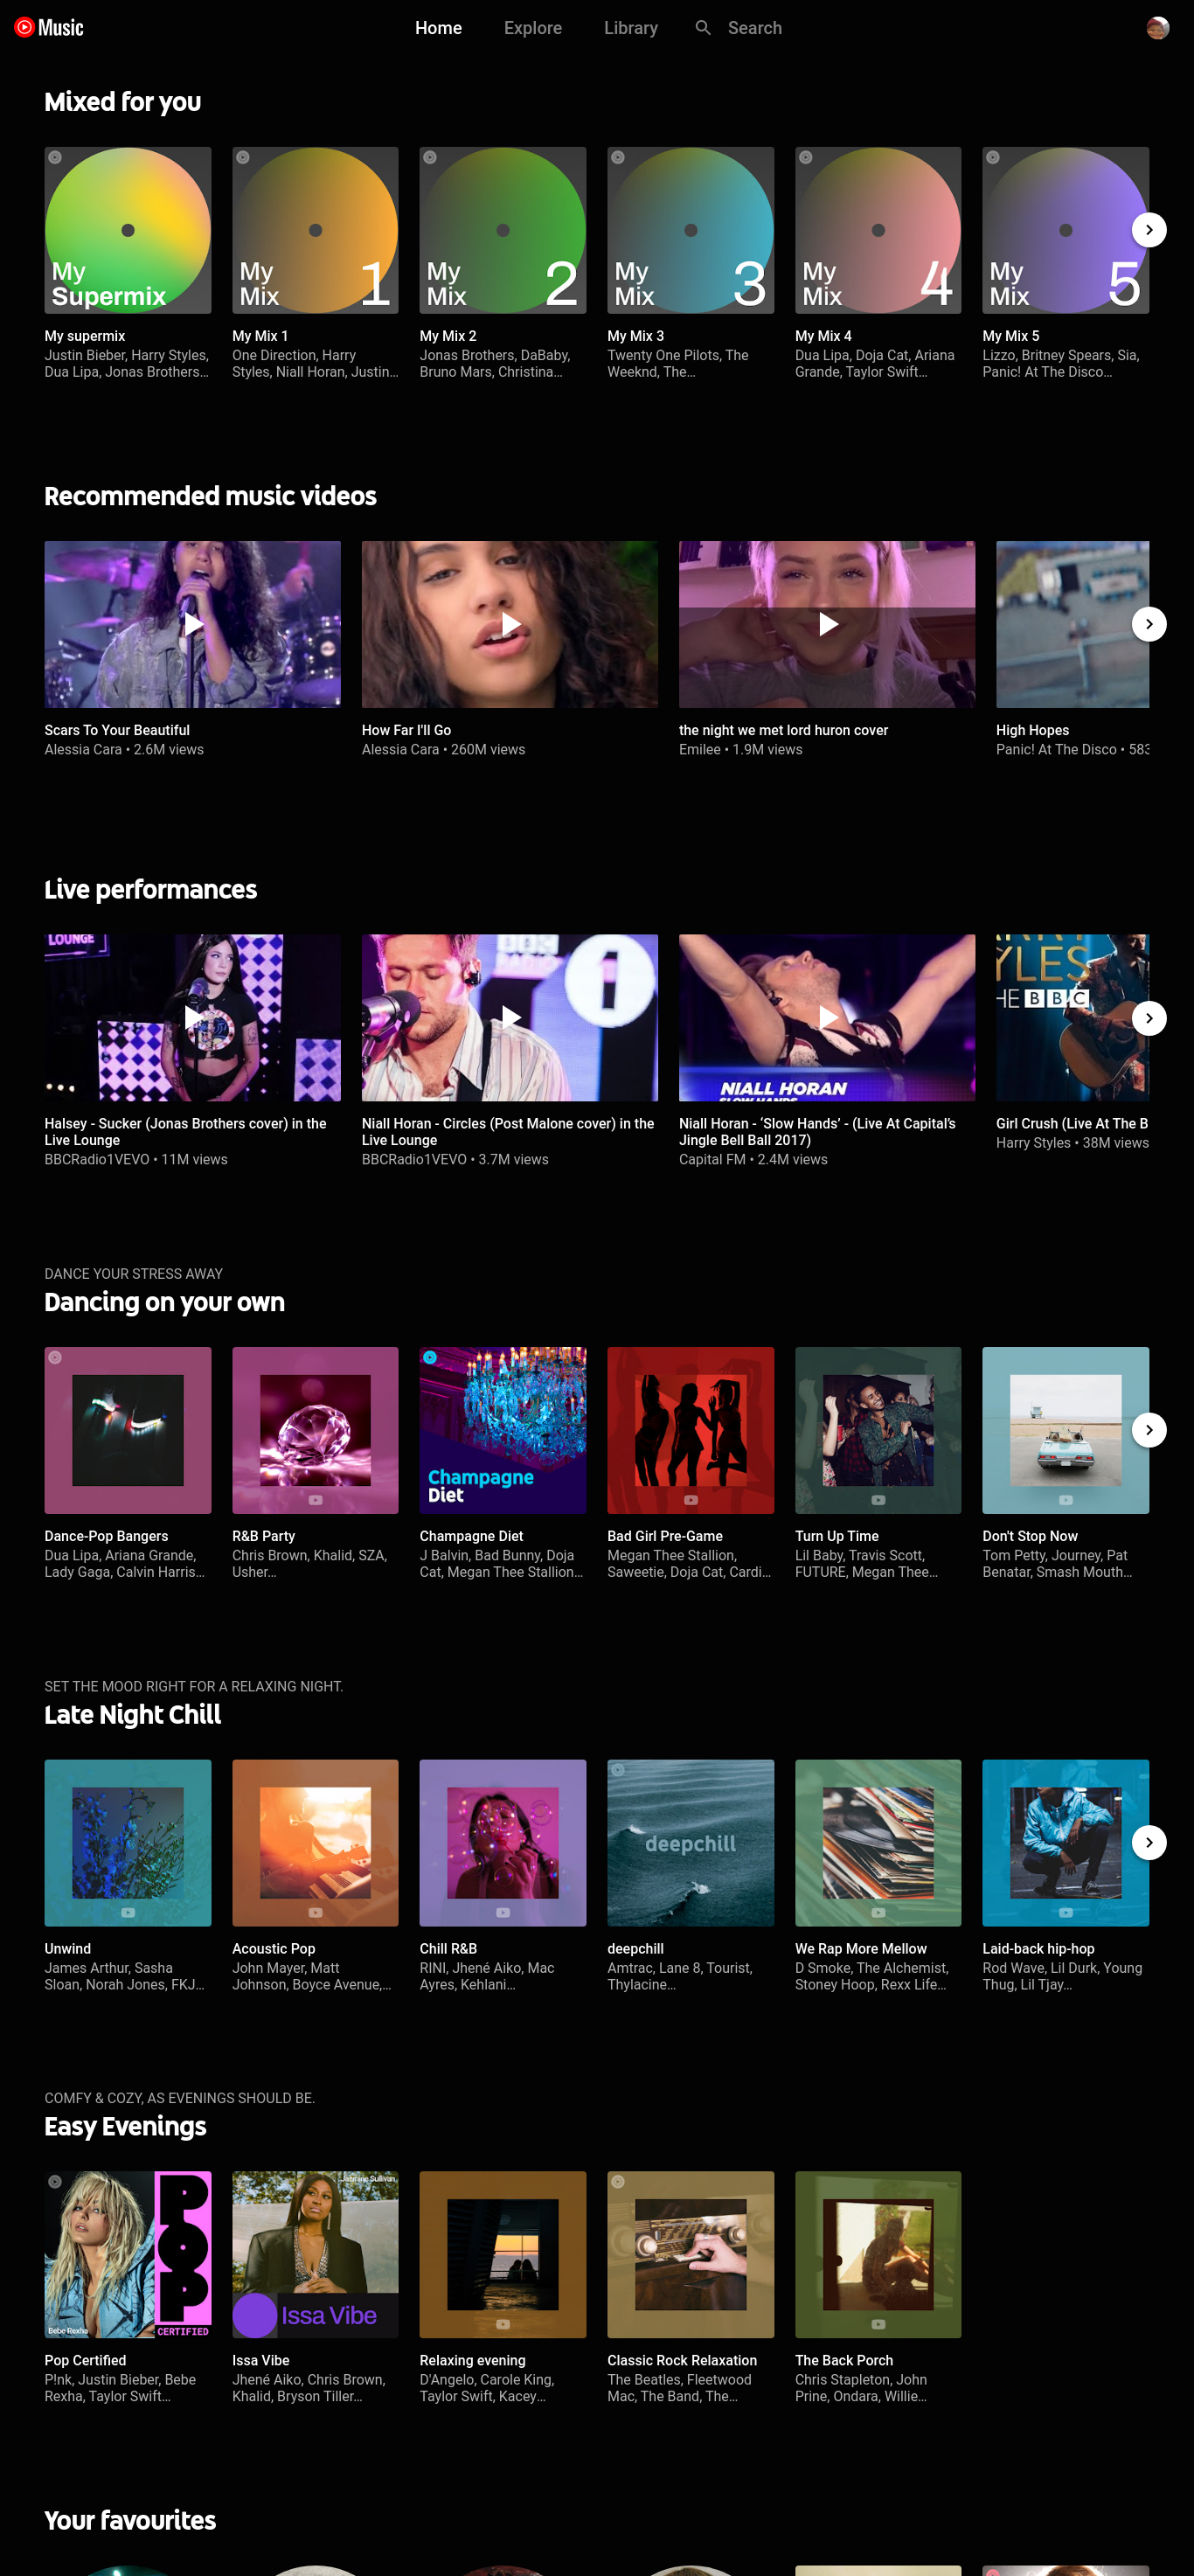 Music
Home
Explore
Library
Search
Mixed for you
My
Supermix
My
Mix
1
My
Mix
2
My
Mix
3
My
Mix
4
My
Mix
5
My supermix
Justin Bieber, Harry Styles,
Dua Lipa, Jonas Brothers...
My Mix 1
One Direction, Harry
Styles, Niall Horan, Justin...
My Mix 2
Jonas Brothers, DaBaby,
Bruno Mars, Christina...
My Mix 3
Twenty One Pilots, The
Weeknd, The...
My Mix 4
Dua Lipa, Doja Cat, Ariana
Grande, Taylor Swift...
My Mix 5
Lizzo, Britney Spears, Sia,
Panic! At The Disco...
Recommended music videos
Scars To Your Beautiful
Alessia Cara • 2.6M views
How Far I'll Go
Alessia Cara • 260M views
the night we met lord huron cover
Emilee • 1.9M views
High Hopes
Panic! At The Disco • 583
Live performances
LOUNGE
BBC
RADIO
1
NIALL HORAN
SLOW HANDS
YLES
HE BBC
Halsey - Sucker (Jonas Brothers cover) in the
Live Lounge
BBCRadio1VEVO • 11M views
Niall Horan - Circles (Post Malone cover) in the
Live Lounge
BBCRadio1VEVO • 3.7M views
Niall Horan - ‘Slow Hands’ - (Live At Capital’s
Jingle Bell Ball 2017)
Capital FM • 2.4M views
Girl Crush (Live At The B
Harry Styles • 38M views
DANCE YOUR STRESS AWAY
Dancing on your own
Champagne
Diet
Dance-Pop Bangers
Dua Lipa, Ariana Grande,
Lady Gaga, Calvin Harris...
R&B Party
Chris Brown, Khalid, SZA,
Usher...
Champagne Diet
J Balvin, Bad Bunny, Doja
Cat, Megan Thee Stallion...
Bad Girl Pre-Game
Megan Thee Stallion,
Saweetie, Doja Cat, Cardi...
Turn Up Time
Lil Baby, Travis Scott,
FUTURE, Megan Thee...
Don't Stop Now
Tom Petty, Journey, Pat
Benatar, Smash Mouth...
SET THE MOOD RIGHT FOR A RELAXING NIGHT.
Late Night Chill
deepchill
Unwind
James Arthur, Sasha
Sloan, Norah Jones, FKJ...
Acoustic Pop
John Mayer, Matt
Johnson, Boyce Avenue,...
Chill R&B
RINI, Jhené Aiko, Mac
Ayres, Kehlani...
deepchill
Amtrac, Lane 8, Tourist,
Thylacine...
We Rap More Mellow
D Smoke, The Alchemist,
Stoney Hoop, Rexx Life...
Laid-back hip-hop
Rod Wave, Lil Durk, Young
Thug, Lil Tjay...
COMFY & COZY, AS EVENINGS SHOULD BE.
Easy Evenings
POP
CERTIFIED
Bebe Rexha
Jazmine Sullivan
Issa Vibe
Pop Certified
P!nk, Justin Bieber, Bebe
Rexha, Taylor Swift...
Issa Vibe
Jhené Aiko, Chris Brown,
Khalid, Bryson Tiller...
Relaxing evening
D'Angelo, Carole King,
Taylor Swift, Kacey...
Classic Rock Relaxation
The Beatles, Fleetwood
Mac, The Band, The...
The Back Porch
Chris Stapleton, John
Prine, Ondara, Willie...
Your favourites